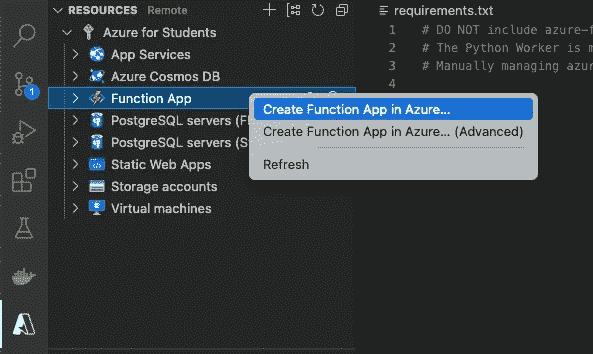 RESOURCES Remote
Azure for Students
App Services
Azure Cosmos DB
Function App
PostgreSQL servers (
PostgreSQL servers (S
Static Web Apps
Storage accounts
Virtual machines
1
Create Function App in Azure...
Create Function App in Azure... (Advanced)
Refresh
requirements.txt
1 # DO NOT include azure-f
2 # The Python Worker is m
3 # Manually managing azur
4